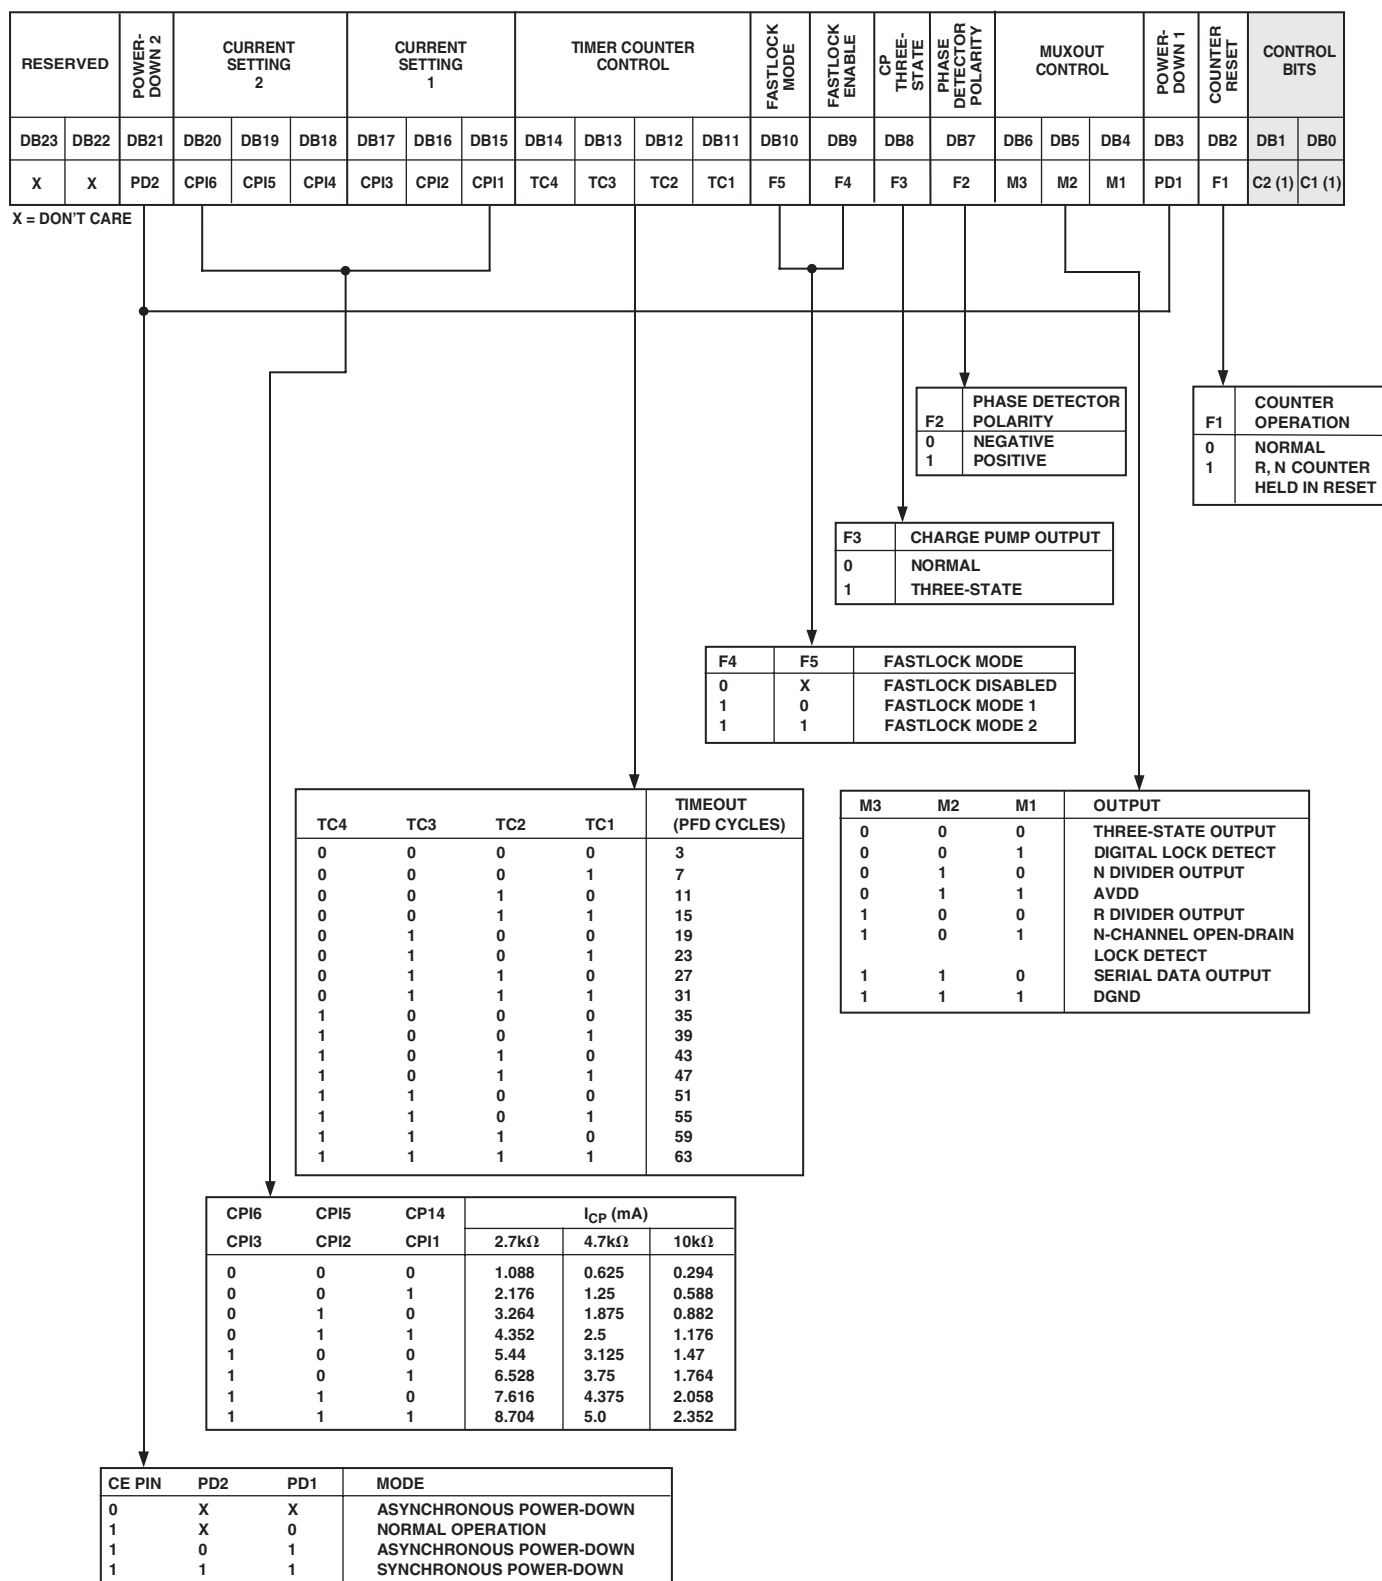 RESERVED
POWER-
DOWN 2
CURRENT
SETTING
2
CURRENT
SETTING
1
TIMER COUNTER
CONTROL
FASTLOCK
MODE
FASTLOCK
ENABLE
CP
THREE-
STATE
PHASE
DETECTOR
POLARITY
MUXOUT
CONTROL
POWER-
DOWN 1
COUNTER
RESET
CONTROL
BITS
DB23 DB22 DB21 DB20 DB19 DB18 DB17 DB16 DB15 DB14 DB13 DB12 DB11 DB10 DB9 DB8 DB7 DB6 DB5 DB4 DB3 DB2 DB1 DB0
X X PD2 CPI6 CPI5 CPI4 CPI3 CPI2 CPI1 TC4 TC3 TC2 TC1 F5 F4 F3 F2 M3 M2 M1 PD1 F1 C2 (1) C1 (1)
X = DON'T CARE
PHASE DETECTOR
F2 POLARITY
0 NEGATIVE
1 POSITIVE
COUNTER
F1 OPERATION
0 NORMAL
1 R, N COUNTER
HELD IN RESET
F3 CHARGE PUMP OUTPUT
0 NORMAL
1 THREE-STATE
F4 F5 FASTLOCK MODE
0 X FASTLOCK DISABLED
1 0 FASTLOCK MODE 1
1 1 FASTLOCK MODE 2
TIMEOUT
TC4 TC3 TC2 TC1 (PFD CYCLES)
0 0 0 0 3
0 0 0 1 7
0 0 1 0 11
0 0 1 1 15
0 1 0 0 19
0 1 0 1 23
0 1 1 0 27
0 1 1 1 31
1 0 0 0 35
1 0 0 1 39
1 0 1 0 43
1 0 1 1 47
1 1 0 0 51
1 1 0 1 55
1 1 1 0 59
1 1 1 1 63
M3 M2 M1 OUTPUT
0 0 0 THREE-STATE OUTPUT
0 0 1 DIGITAL LOCK DETECT
0 1 0 N DIVIDER OUTPUT
0 1 1 AVDD
1 0 0 R DIVIDER OUTPUT
1 0 1 N-CHANNEL OPEN-DRAIN
LOCK DETECT
1 1 0 SERIAL DATA OUTPUT
1 1 1 DGND
CPI6 CPI5 CP14 ICP (mA)
CPI3 CPI2 CPI1 2.7kΩ 4.7kΩ 10kΩ
0 0 0 1.088 0.625 0.294
0 0 1 2.176 1.25 0.588
0 1 0 3.264 1.875 0.882
0 1 1 4.352 2.5 1.176
1 0 0 5.44 3.125 1.47
1 0 1 6.528 3.75 1.764
1 1 0 7.616 4.375 2.058
1 1 1 8.704 5.0 2.352
CE PIN PD2 PD1 MODE
0 X X ASYNCHRONOUS POWER-DOWN
1 X 0 NORMAL OPERATION
1 0 1 ASYNCHRONOUS POWER-DOWN
1 1 1 SYNCHRONOUS POWER-DOWN